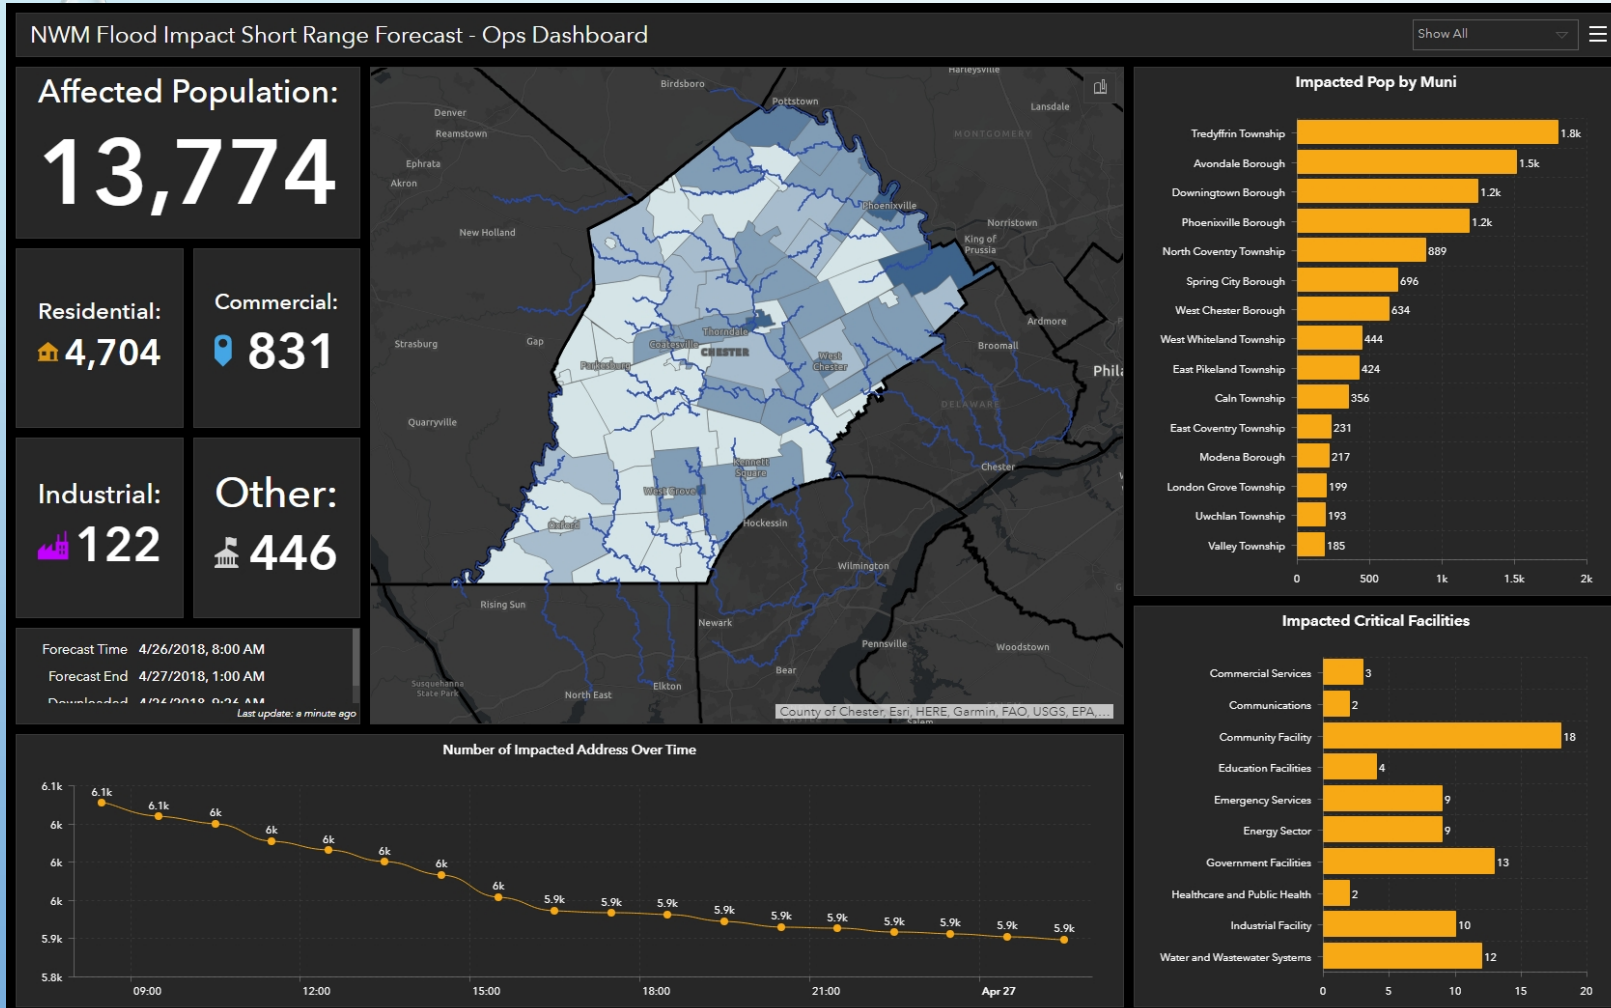 NWM Flood Impact Short Range Forecast - Ops Dashboard
Show All
Affected Population:
13,774
Residential:
4,704
Commercial:
831
Industrial:
122
Other:
446
Forecast Time 4/26/2018, 8:00 AM
Forecast End 4/27/2018, 1:00 AM
Downloaded 4/26/2018, 9:26 AM
Last update: a minute ago
Birdsboro
Harleysville
Pottstown
Lansdale
Denver
Reamstown
MONTGOMERY
Ephrata
Akron
Phoenixville
Norristown
New Holland
King of
Prussia
Ardmore
Strasburg
Gap
Thorndale
Coatesville
CHESTER
Broomall
Parkesburg
West
Chester
Phila
DELAWARE
Quarryville
Kennett
Square
Chester
West Grove
Oxford
Hockessin
Wilmington
Rising Sun
Newark
Pennsville
Woodstown
Bear
Susquehanna
State Park
Elkton
North East
County of Chester, Esri, HERE, Garmin, FAO, USGS, EPA,...
Salem
Impacted Pop by Muni
Tredyffrin Township 1.8k
Avondale Borough 1.5k
Downingtown Borough 1.2k
Phoenixville Borough 1.2k
North Coventry Township 889
Spring City Borough 696
West Chester Borough 634
West Whiteland Township 444
East Pikeland Township 424
Caln Township 356
East Coventry Township 231
Modena Borough 217
London Grove Township 199
Uwchlan Township 193
Valley Township 185
0 500 1k 1.5k 2k
Impacted Critical Facilities
Commercial Services 3
Communications 2
Community Facility 18
Education Facilities 4
Emergency Services 9
Energy Sector 9
Government Facilities 13
Healthcare and Public Health 2
Industrial Facility 10
Water and Wastewater Systems 12
0 5 10 15 20
Number of Impacted Address Over Time
6.1k
6k
6k
6k
5.9k
5.8k
6.1k 6.1k 6k 6k 6k 6k 6k 6k 5.9k 5.9k 5.9k 5.9k 5.9k 5.9k 5.9k 5.9k 5.9k 5.9k
09:00 12:00 15:00 18:00 21:00 Apr 27